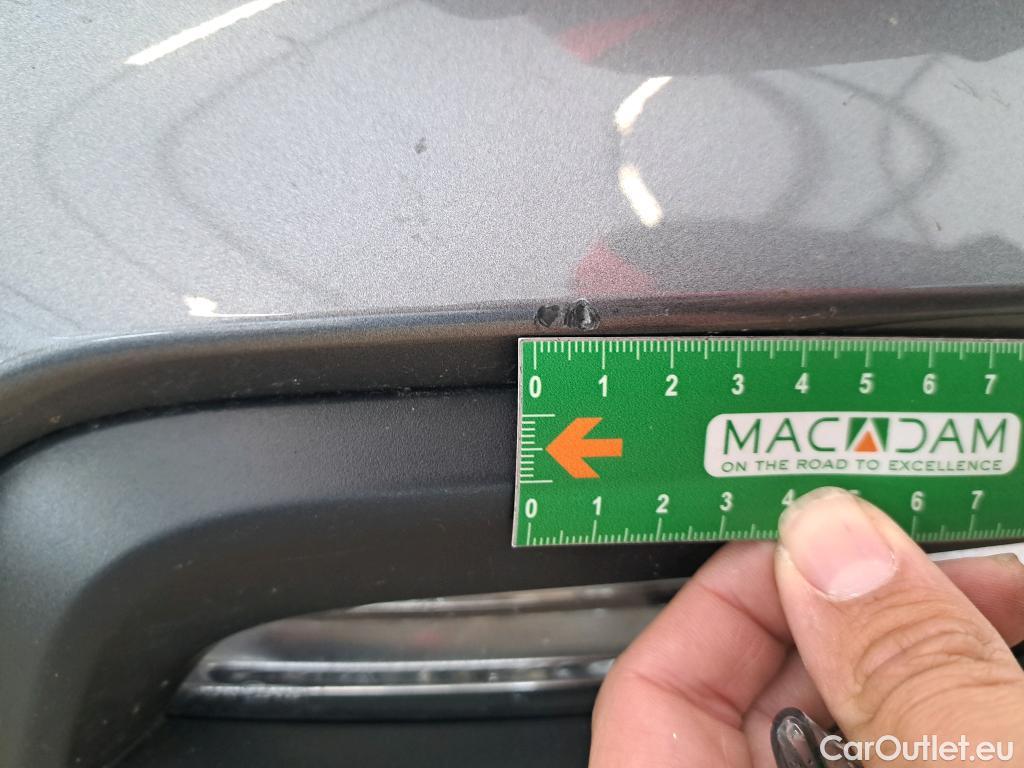 0 1 2 3 4 5 6 7
MACADAM
ON THE ROAD TO EXCELLENCE
0 1 2 3 4 5 6 7
CarOutlet.eu